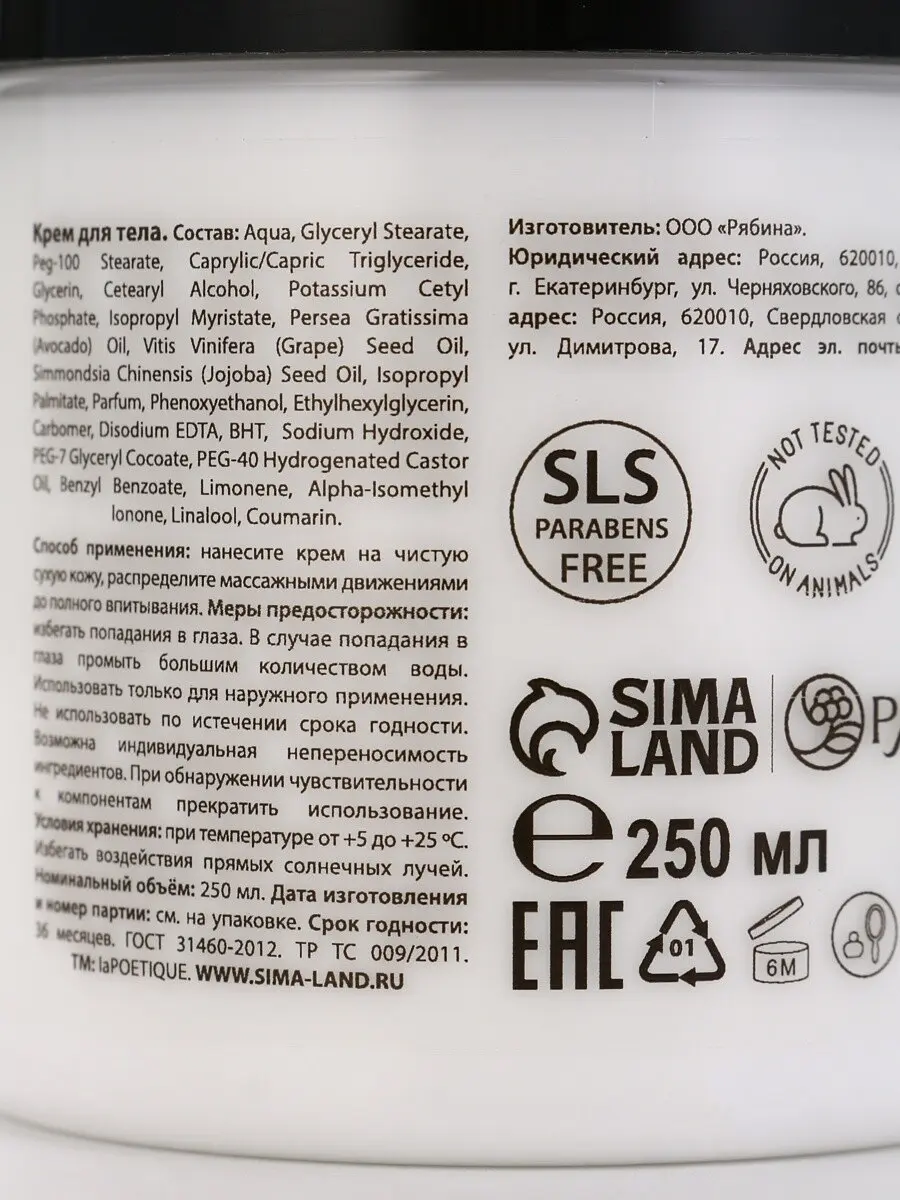 Крем для тела. Состав: Aqua, Glyceryl Stearate,
Peg-100 Stearate, Caprylic/Capric Triglyceride,
Glycerin, Cetearyl Alcohol, Potassium Cetyl
Phosphate, Isopropyl Myristate, Persea Gratissima
(Avocado) Oil, Vitis Vinifera (Grape) Seed Oil,
Simmondsia Chinensis (Jojoba) Seed Oil, Isopropyl
Palmitate, Parfum, Phenoxyethanol, Ethylhexylglycerin,
Carbomer, Disodium EDTA, BHT, Sodium Hydroxide,
PEG-7 Glyceryl Cocoate, PEG-40 Hydrogenated Castor
Oil, Benzyl Benzoate, Limonene, Alpha-Isomethyl
Ionone, Linalool, Coumarin.
Способ применения: нанесите крем на чистую
сухую кожу, распределите массажными движениями
до полного впитывания. Меры предосторожности:
избегать попадания в глаза. В случае попадания в
глаза промыть большим количеством воды.
Использовать только для наружного применения.
Не использовать по истечении срока годности.
Возможна индивидуальная непереносимость
ингредиентов. При обнаружении чувствительности
к компонентам прекратить использование.
Условия хранения: при температуре от +5 до +25 ºС.
Избегать воздействия прямых солнечных лучей.
Номинальный объём: 250 мл. Дата изготовления
и номер партии: см. на упаковке. Срок годности:
36 месяцев. ГОСТ 31460-2012. ТР ТС 009/2011.
ТМ: laPOETIQUE. WWW.SIMA-LAND.RU
Изготовитель: ООО «Рябина».
Юридический адрес: Россия, 620010,
г. Екатеринбург, ул. Черняховского, 86,
адрес: Россия, 620010, Свердловская
ул. Димитрова, 17. Адрес эл. почты
SLS
PARABENS
FREE
NOT TESTED
ON ANIMALS
SIMA
LAND
e 250 мл
EAC
01
6M